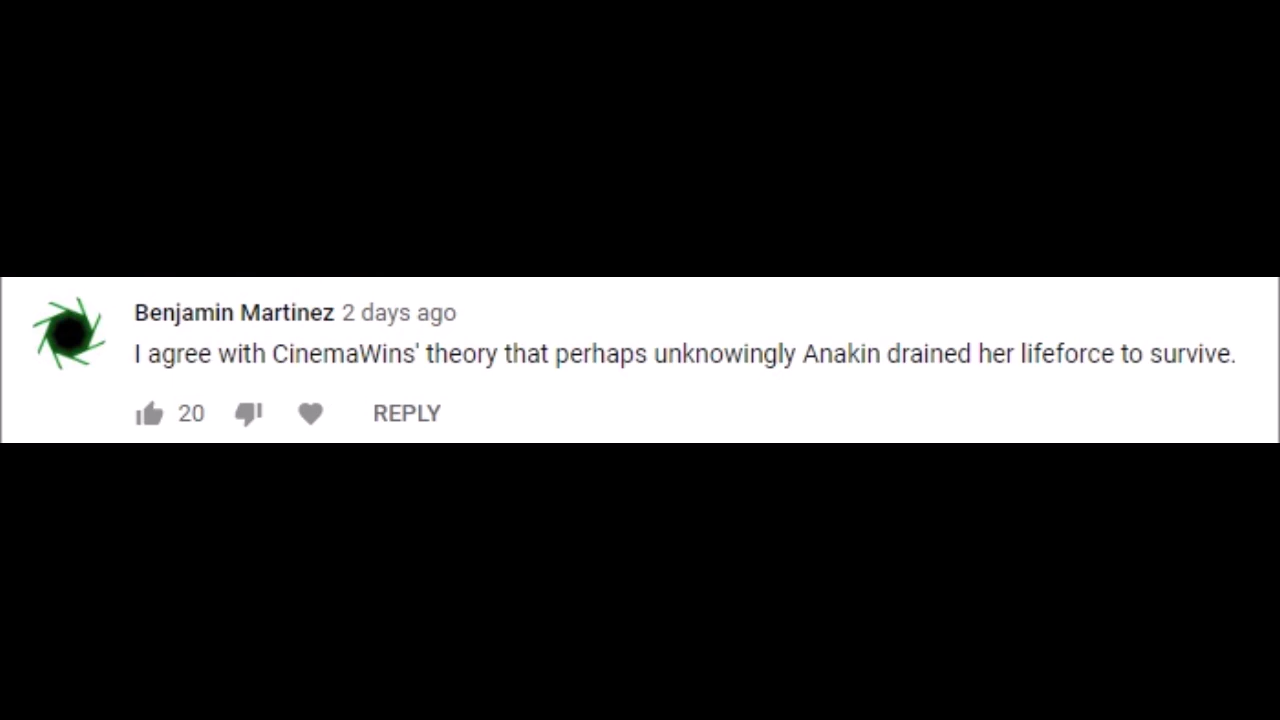 Benjamin Martinez 2 days ago
I agree with CinemaWins' theory that perhaps unknowingly Anakin drained her lifeforce to survive.
20 REPLY